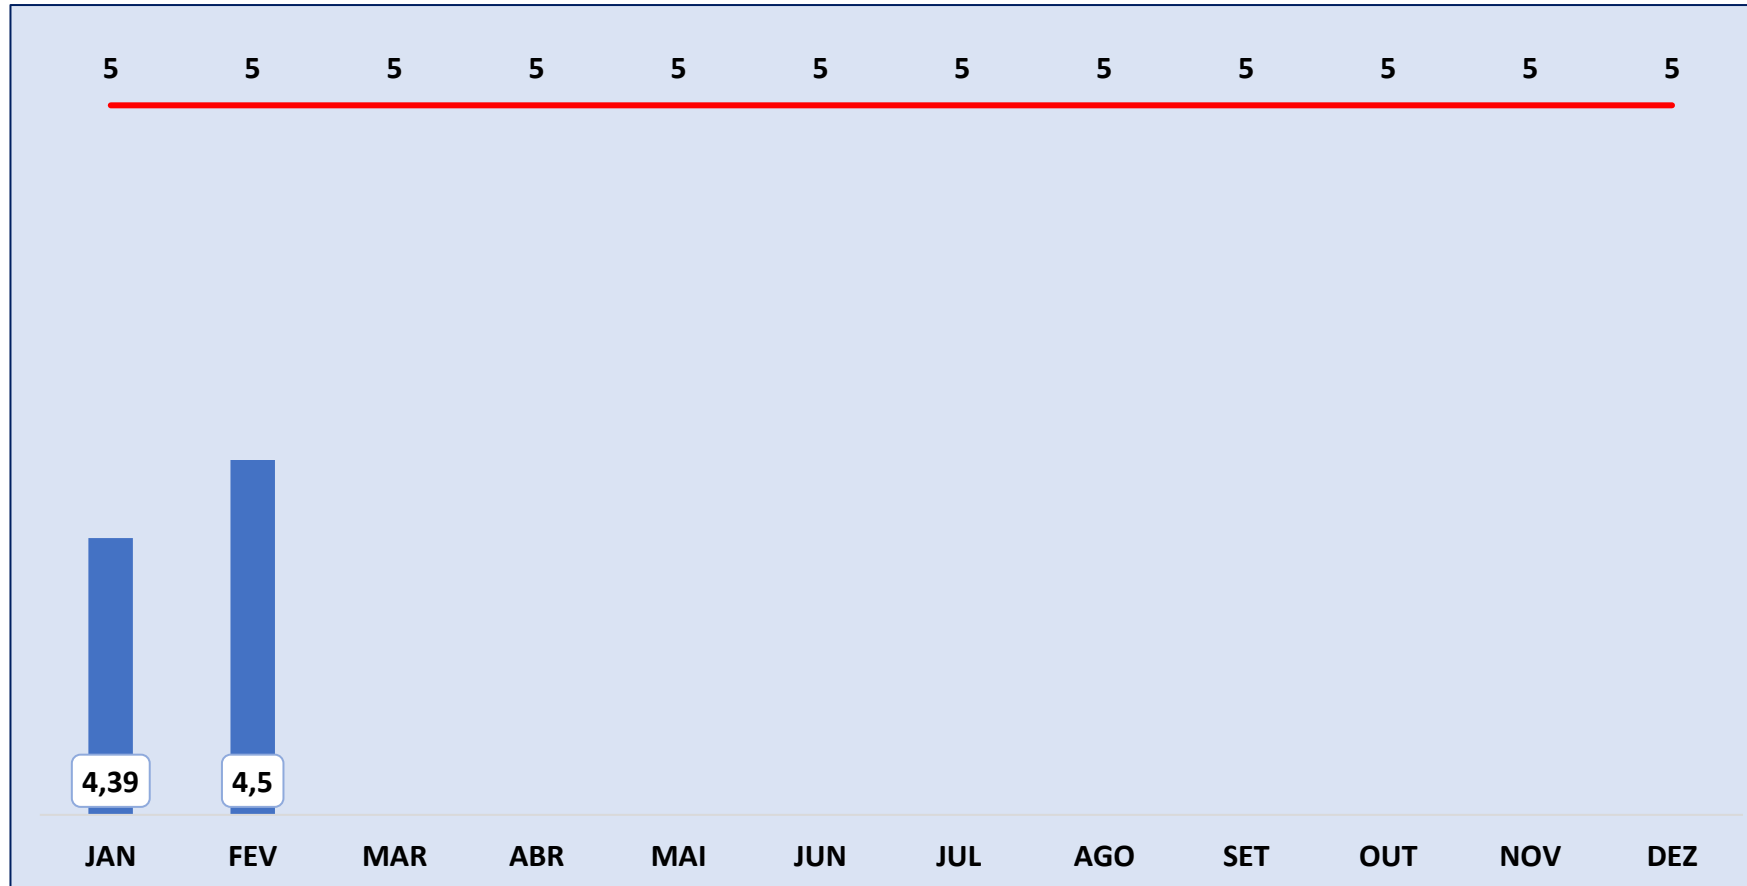 5 5 5 5 5 5 5 5 5 5 5 5
4,39 4,5
JAN FEV MAR ABR MAI JUN JUL AGO SET OUT NOV DEZ